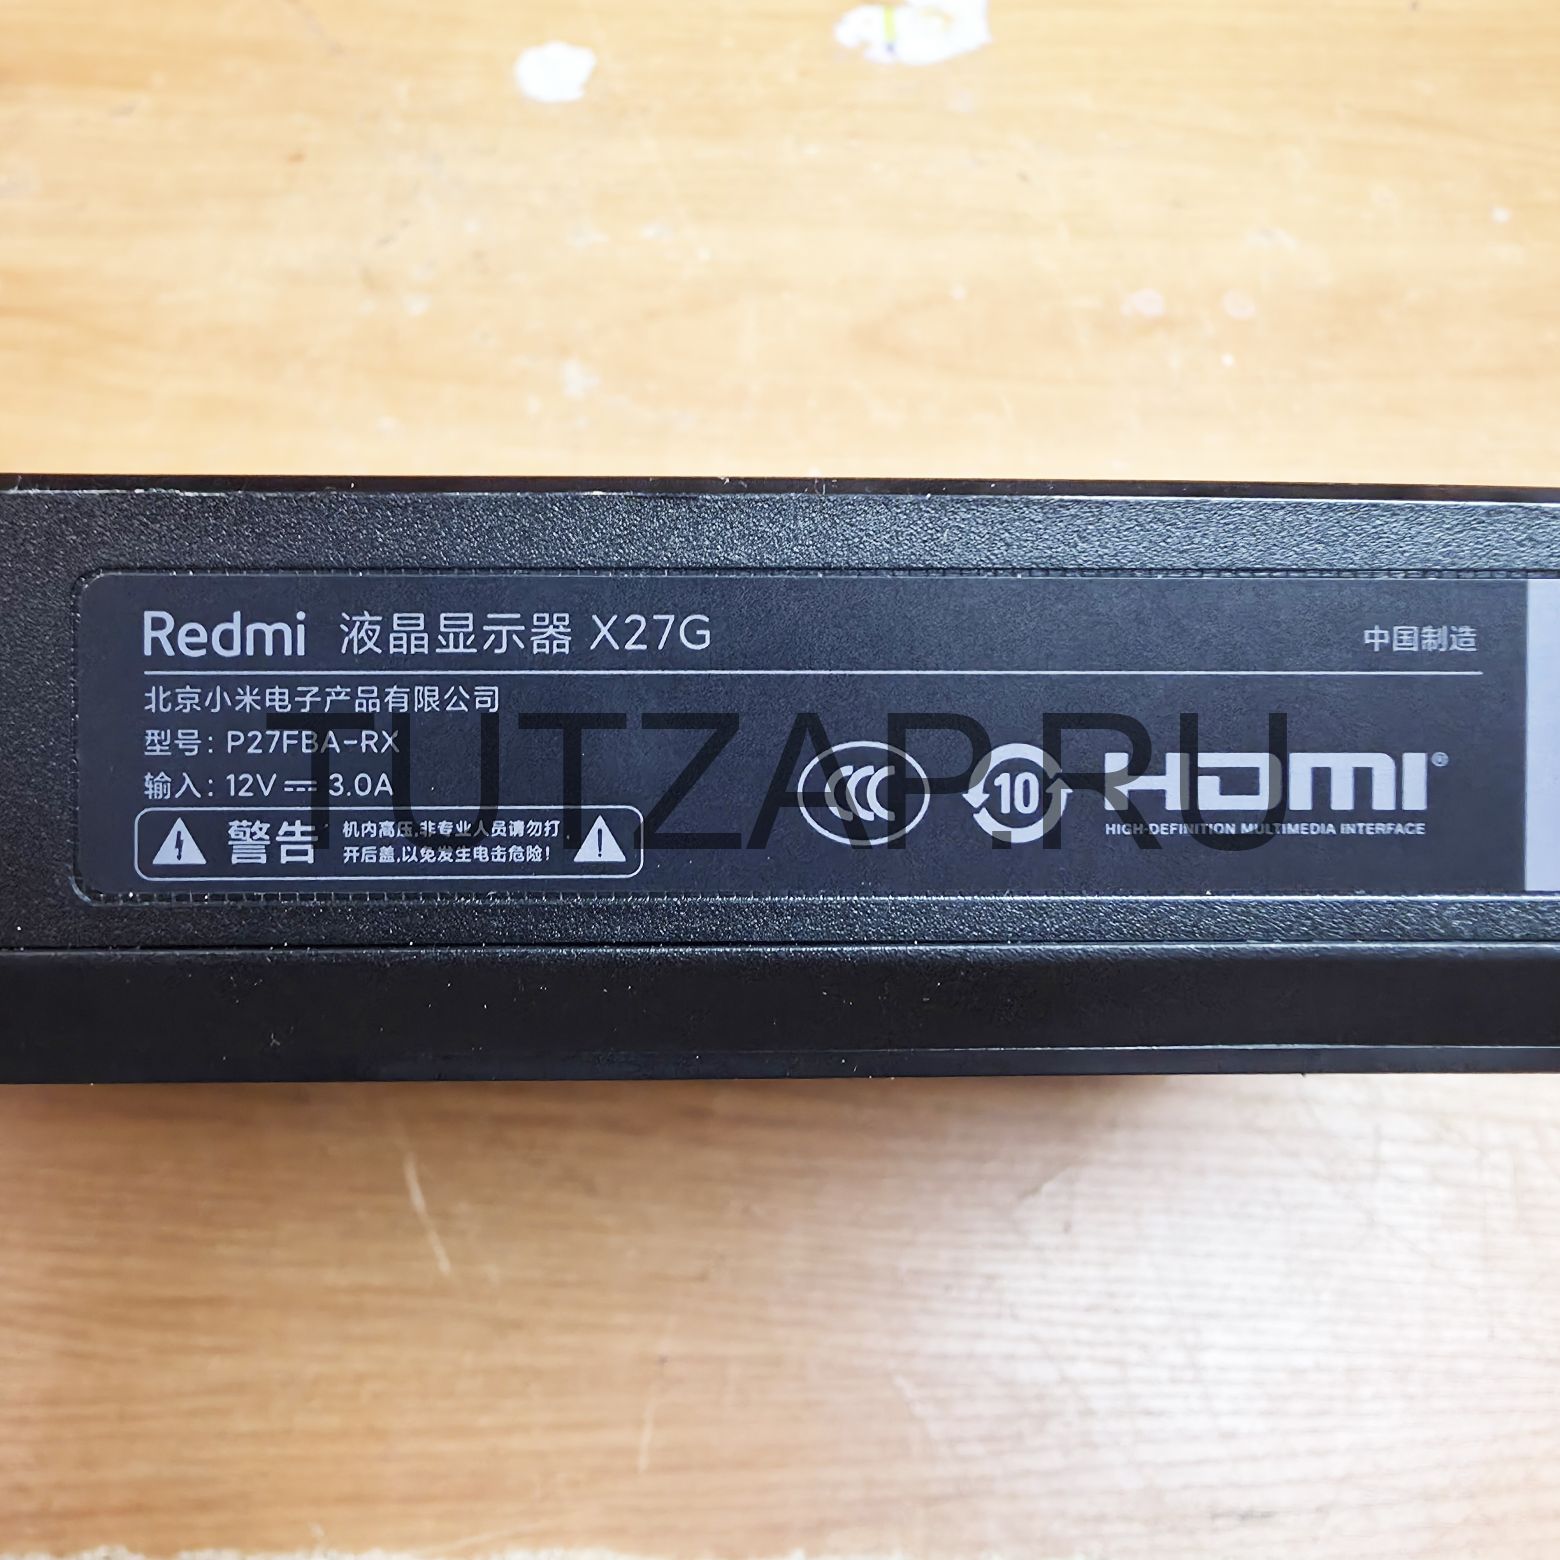 Redmi 液晶显示器 X27G
中国制造
北京小米电子产品有限公司
型号: P27FBA-RX
输入: 12V ⎓ 3.0A
警告
机内高压,非专业人员请勿打
开后盖,以免发生电击危险!
CCC
10
HDMI®
HIGH-DEFINITION MULTIMEDIA INTERFACE
TUTZAP.RU